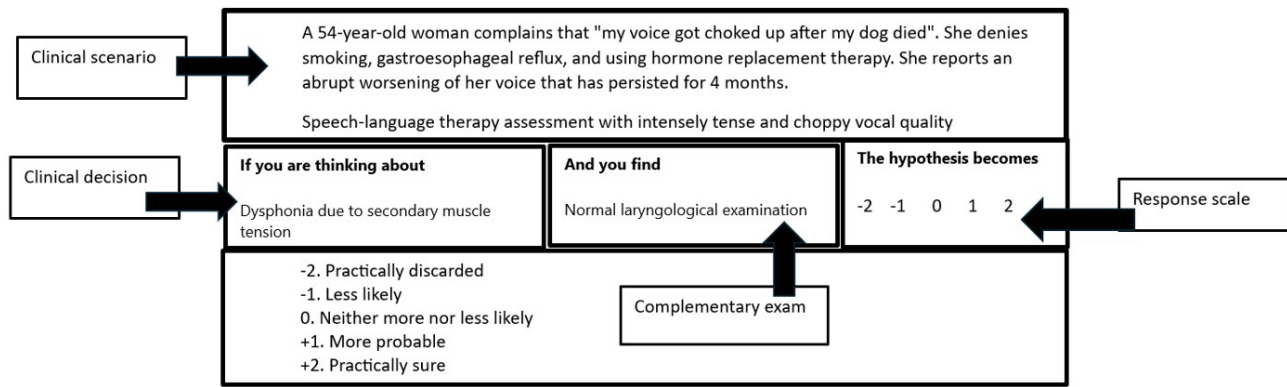 Clinical scenario
A 54-year-old woman complains that "my voice got choked up after my dog died". She denies
smoking, gastroesophageal reflux, and using hormone replacement therapy. She reports an
abrupt worsening of her voice that has persisted for 4 months.
Speech-language therapy assessment with intensely tense and choppy vocal quality
Clinical decision
If you are thinking about
Dysphonia due to secondary muscle
tension
And you find
Normal laryngological examination
The hypothesis becomes
-2 -1 0 1 2
Response scale
-2. Practically discarded
-1. Less likely
0. Neither more nor less likely
+1. More probable
+2. Practically sure
Complementary exam